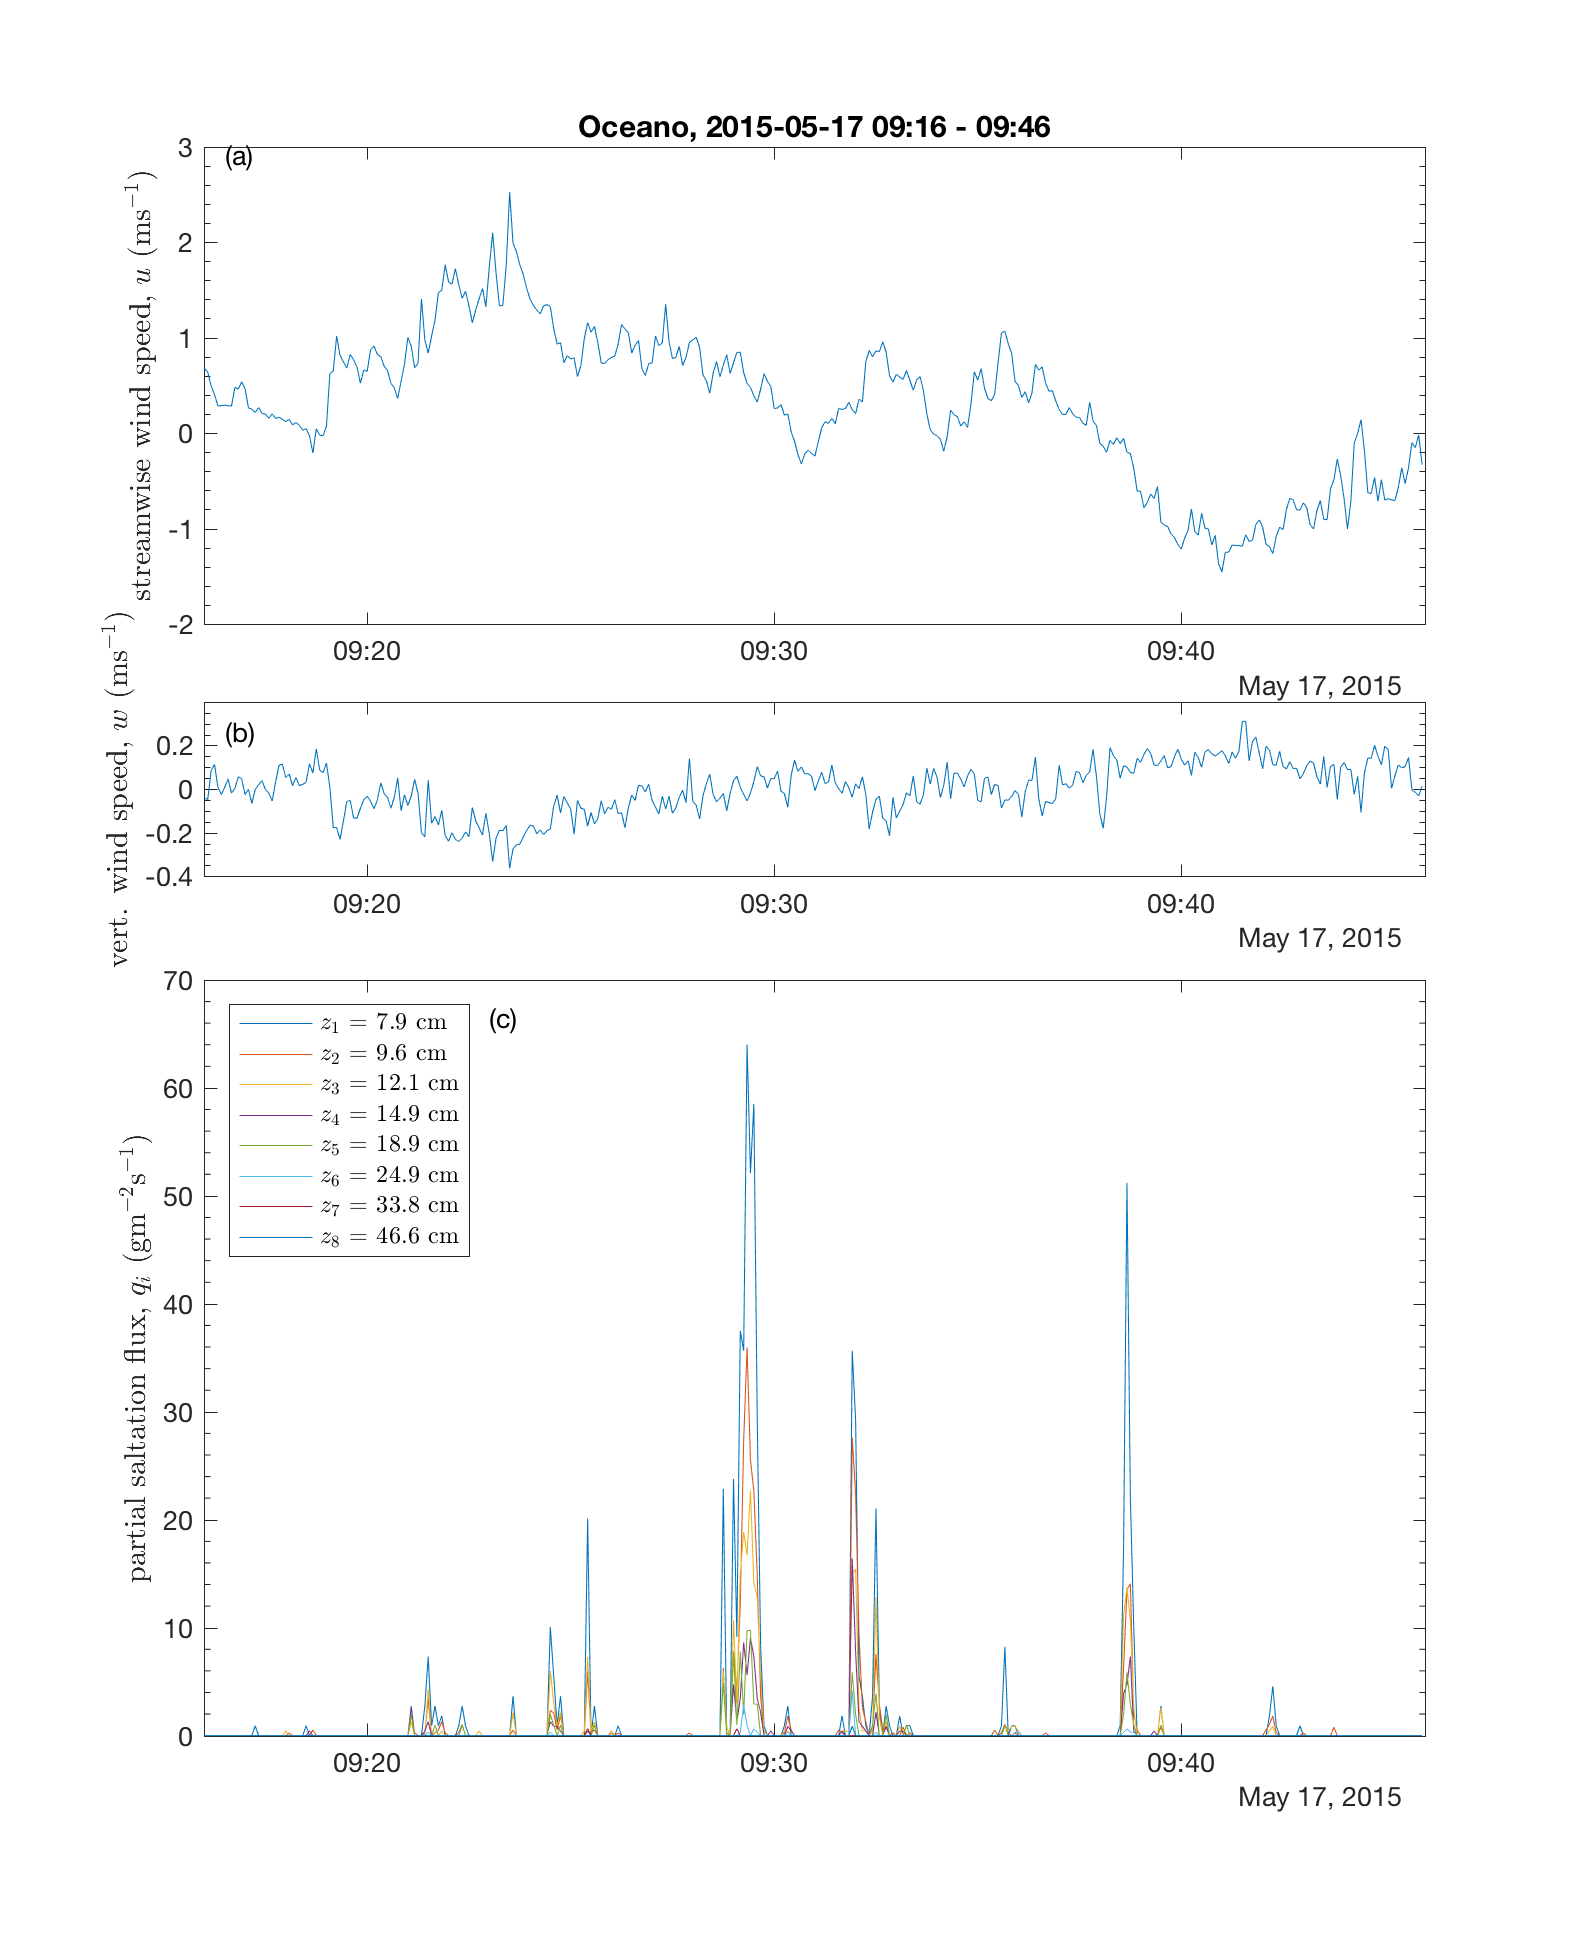 Oceano, 2015-05-17 09:16 - 09:46
(a)
streamwise wind speed, u (ms⁻¹)
3
2
1
0
-1
-2
09:20 09:30 09:40
May 17, 2015
(b)
vert. wind speed, w (ms⁻¹)
0.2
0
-0.2
-0.4
09:20 09:30 09:40
May 17, 2015
(c)
partial saltation flux, qᵢ (gm⁻²s⁻¹)
70
60
50
40
30
20
10
0
z₁ = 7.9 cm
z₂ = 9.6 cm
z₃ = 12.1 cm
z₄ = 14.9 cm
z₅ = 18.9 cm
z₆ = 24.9 cm
z₇ = 33.8 cm
z₈ = 46.6 cm
09:20 09:30 09:40
May 17, 2015